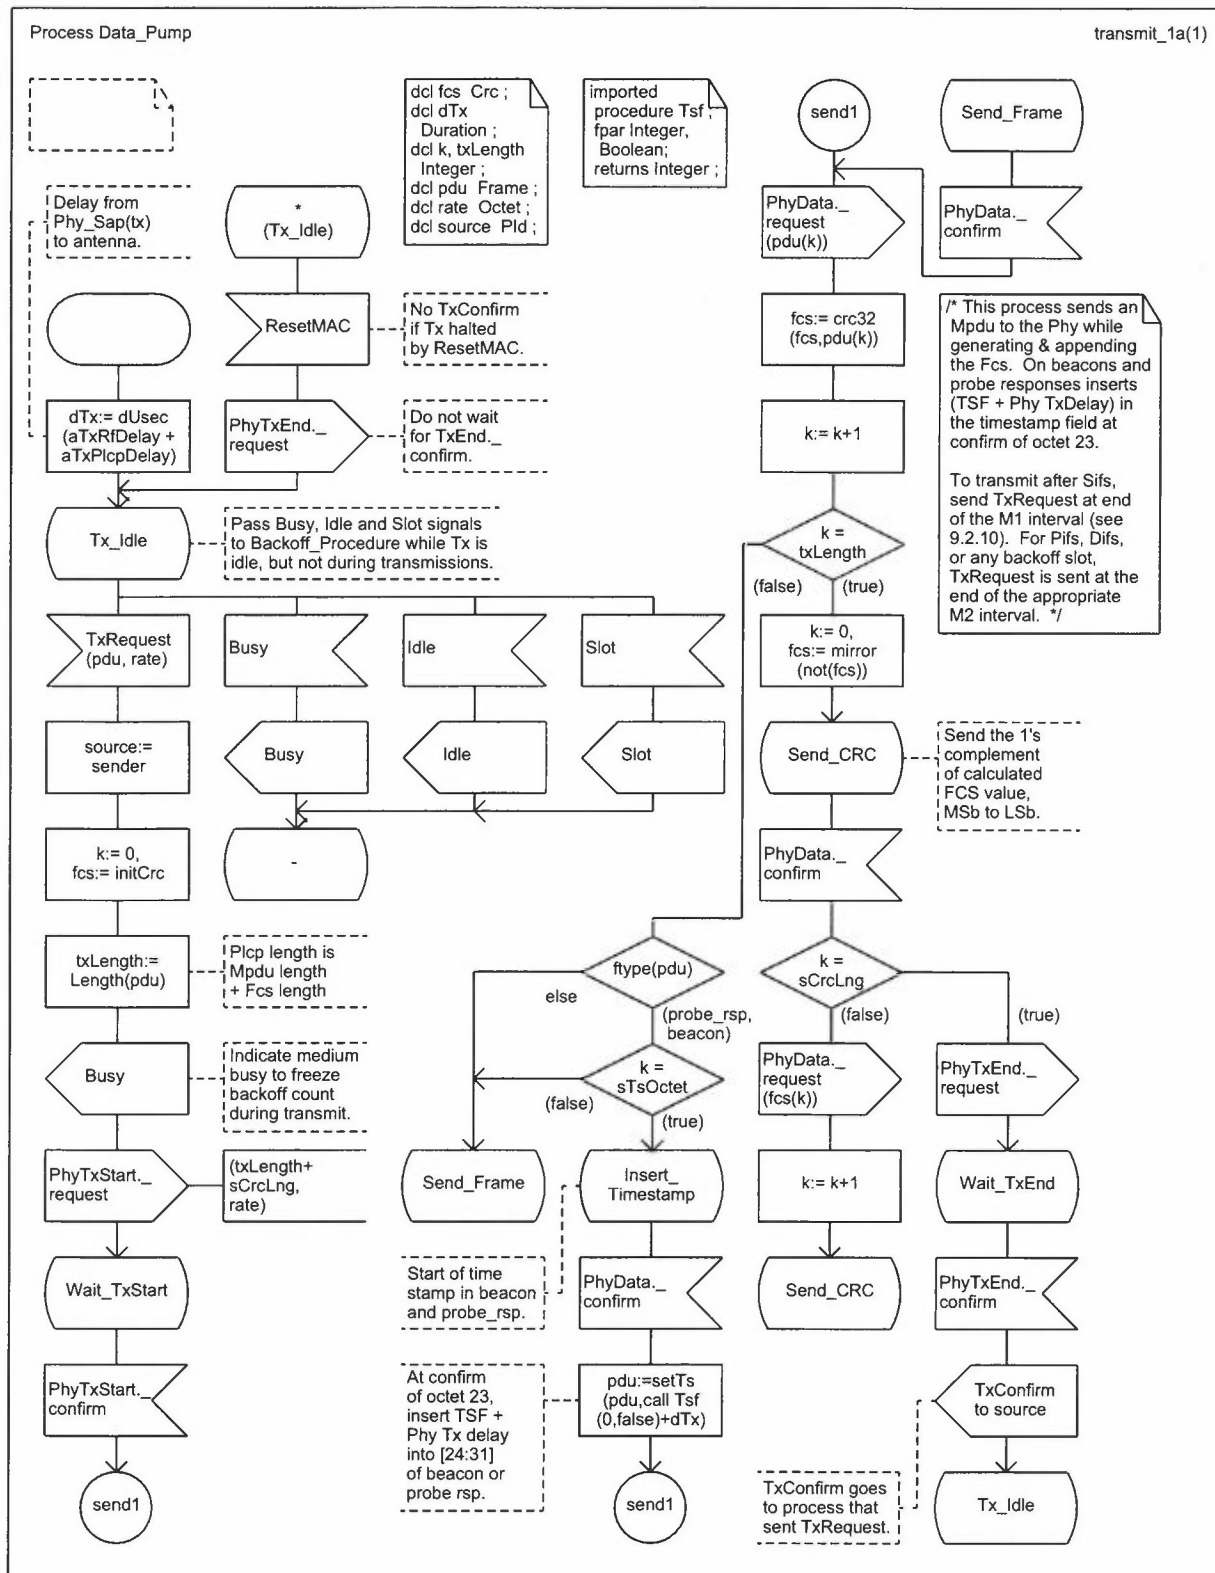 Process Data_Pump
transmit_1a(1)
dcl fcs Crc ;
dcl dTx
Duration ;
dcl k, txLength
Integer ;
dcl pdu Frame ;
dcl rate Octet ;
dcl source PId ;
imported
procedure Tsf ;
fpar Integer,
Boolean;
returns Integer ;
send1
Send_Frame
Delay from
Phy_Sap(tx)
to antenna.
*
(Tx_Idle)
PhyData._
request
(pdu(k))
PhyData._
confirm
ResetMAC
No TxConfirm
if Tx halted
by ResetMAC.
fcs:= crc32
(fcs,pdu(k))
/* This process sends an
Mpdu to the Phy while
generating & appending
the Fcs. On beacons and
probe responses inserts
(TSF + Phy TxDelay) in
the timestamp field at
confirm of octet 23.
To transmit after Sifs,
send TxRequest at end
of the M1 interval (see
9.2.10). For Pifs, Difs,
or any backoff slot,
TxRequest is sent at the
end of the appropriate
M2 interval. */
dTx:= dUsec
(aTxRfDelay +
aTxPlcpDelay)
PhyTxEnd._
request
Do not wait
for TxEnd._
confirm.
k:= k+1
Tx_Idle
Pass Busy, Idle and Slot signals
to Backoff_Procedure while Tx is
idle, but not during transmissions.
k =
txLength
(false)
(true)
TxRequest
(pdu, rate)
Busy
Idle
Slot
k:= 0,
fcs:= mirror
(not(fcs))
source:=
sender
Busy
Idle
Slot
Send_CRC
Send the 1's
complement
of calculated
FCS value,
MSb to LSb.
k:= 0,
fcs:= initCrc
-
PhyData._
confirm
txLength:=
Length(pdu)
Plcp length is
Mpdu length
+ Fcs length
ftype(pdu)
else
(probe_rsp,
beacon)
k =
sCrcLng
(false)
(true)
Busy
Indicate medium
busy to freeze
backoff count
during transmit.
k =
sTsOctet
(false)
(true)
PhyData._
request
(fcs(k))
PhyTxEnd._
request
PhyTxStart._
request
(txLength+
sCrcLng,
rate)
Send_Frame
Insert_
Timestamp
k:= k+1
Wait_TxEnd
Wait_TxStart
Start of time
stamp in beacon
and probe_rsp.
PhyData._
confirm
Send_CRC
PhyTxEnd._
confirm
PhyTxStart._
confirm
At confirm
of octet 23,
insert TSF +
Phy Tx delay
into [24:31]
of beacon or
probe rsp.
pdu:=setTs
(pdu,call Tsf
(0,false)+dTx)
TxConfirm
to source
send1
send1
TxConfirm goes
to process that
sent TxRequest.
Tx_Idle